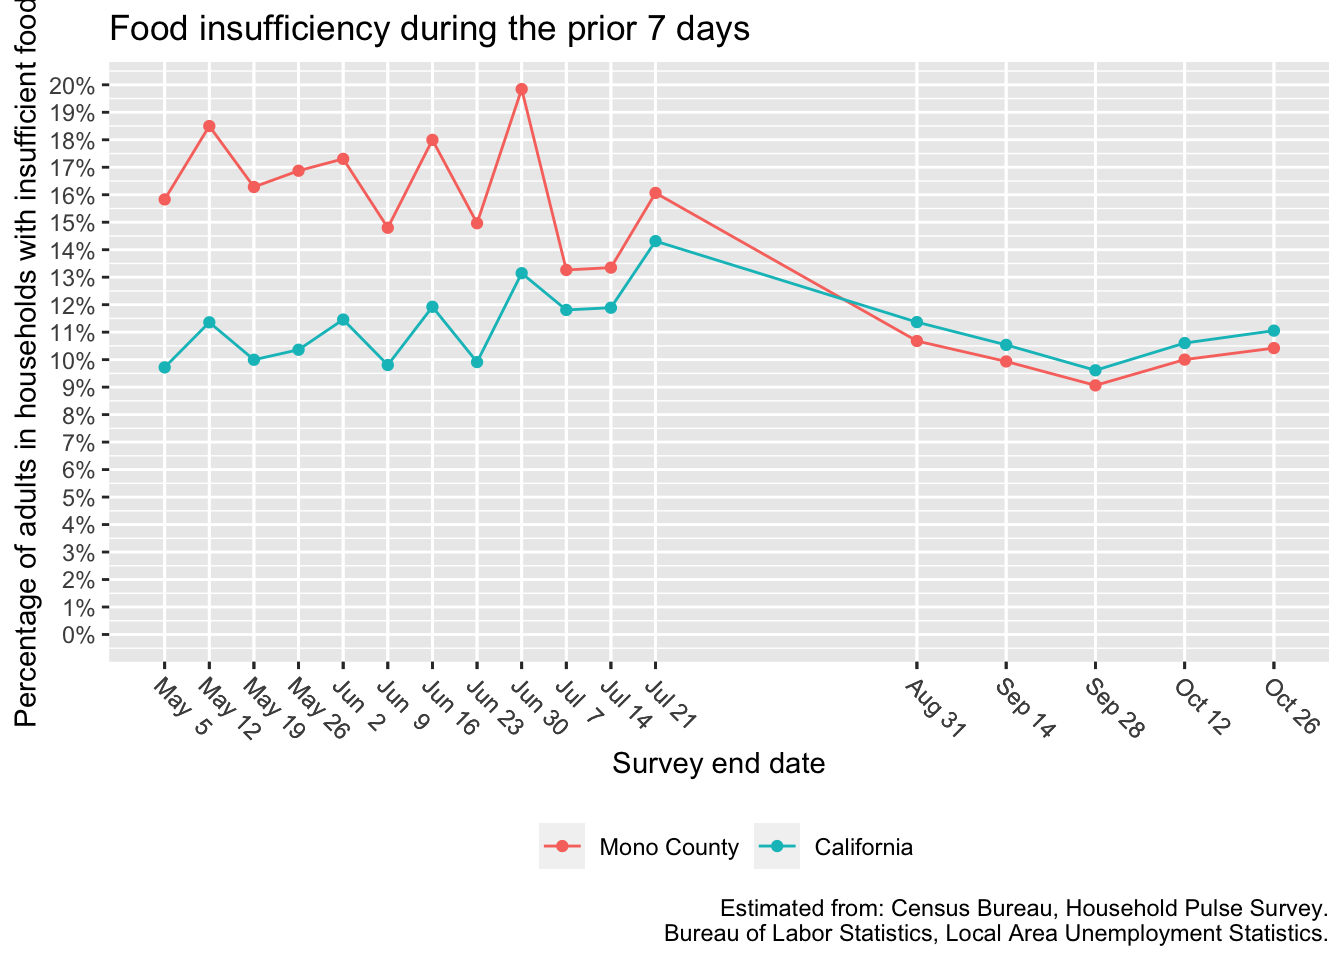 Food insufficiency during the prior 7 days
Percentage of adults in households with insufficient food
20%
19%
18%
17%
16%
15%
14%
13%
12%
11%
10%
9%
8%
7%
6%
5%
4%
3%
2%
1%
0%
May 5
May 12
May 19
May 26
Jun 2
Jun 9
Jun 16
Jun 23
Jun 30
Jul 7
Jul 14
Jul 21
Aug 31
Sep 14
Sep 28
Oct 12
Oct 26
Survey end date
Mono County
California
Estimated from: Census Bureau, Household Pulse Survey.
Bureau of Labor Statistics, Local Area Unemployment Statistics.